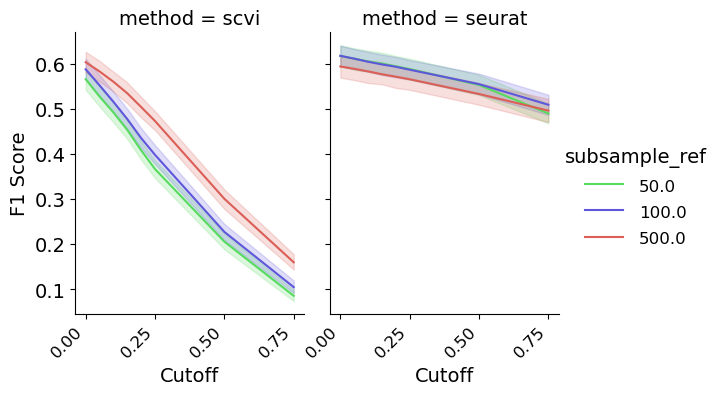 method = scvi
method = seurat
F1 Score
0.6
0.5
0.4
0.3
0.2
0.1
0.00
0.25
0.50
0.75
Cutoff
0.00
0.25
0.50
0.75
Cutoff
subsample_ref
50.0
100.0
500.0